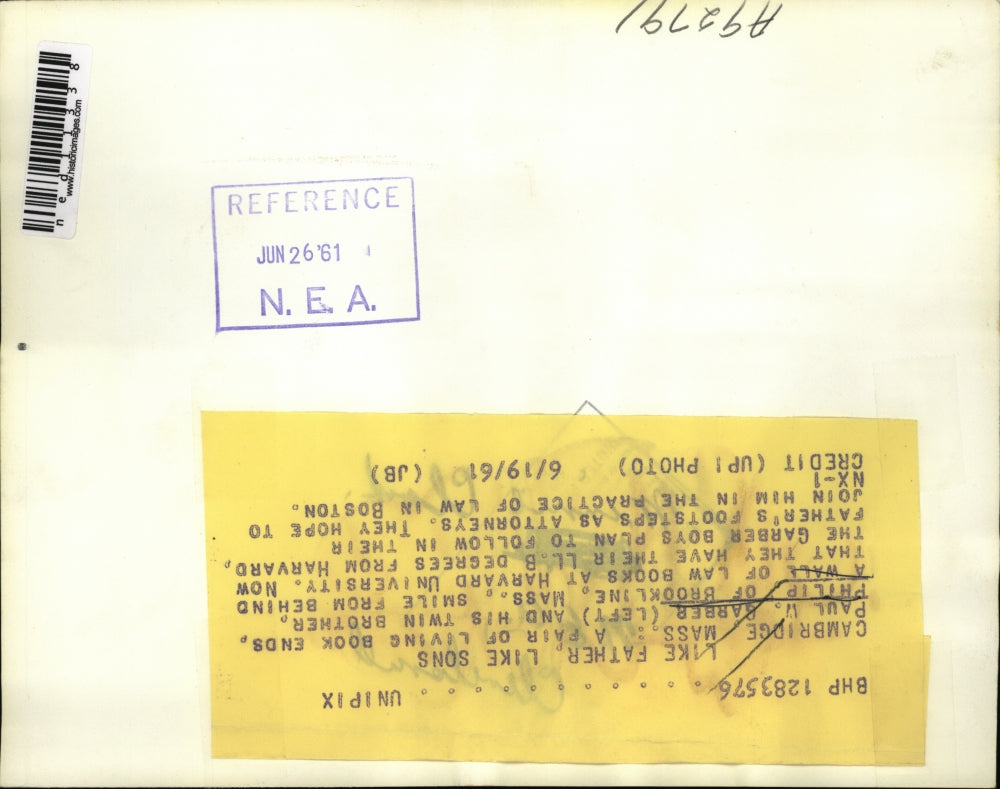 A92791
ned11338
www.historicimages.com
REFERENCE
JUN 26 '61
N. E. A.
BHP 1283576 . . . . . . . . . . . . UNIPIX
LIKE FATHER, LIKE SONS
CAMBRIDGE, MASS.: A PAIR OF LIVING BOOK ENDS,
PAUL W. GARBER (LEFT) AND HIS TWIN BROTHER,
PHILIP OF BROOKLINE, MASS., SMILE FROM BEHIND
A WALL OF LAW BOOKS AT HARVARD UNIVERSITY. NOW
THAT THEY HAVE THEIR LL.B DEGREES FROM HARVARD,
THE GARBER BOYS PLAN TO FOLLOW IN THEIR
FATHER'S FOOTSTEPS AS ATTORNEYS. THEY HOPE TO
JOIN HIM IN THE PRACTICE OF LAW IN BOSTON.
NX-1
CREDIT (UPI PHOTO) 6/19/61 (JB)